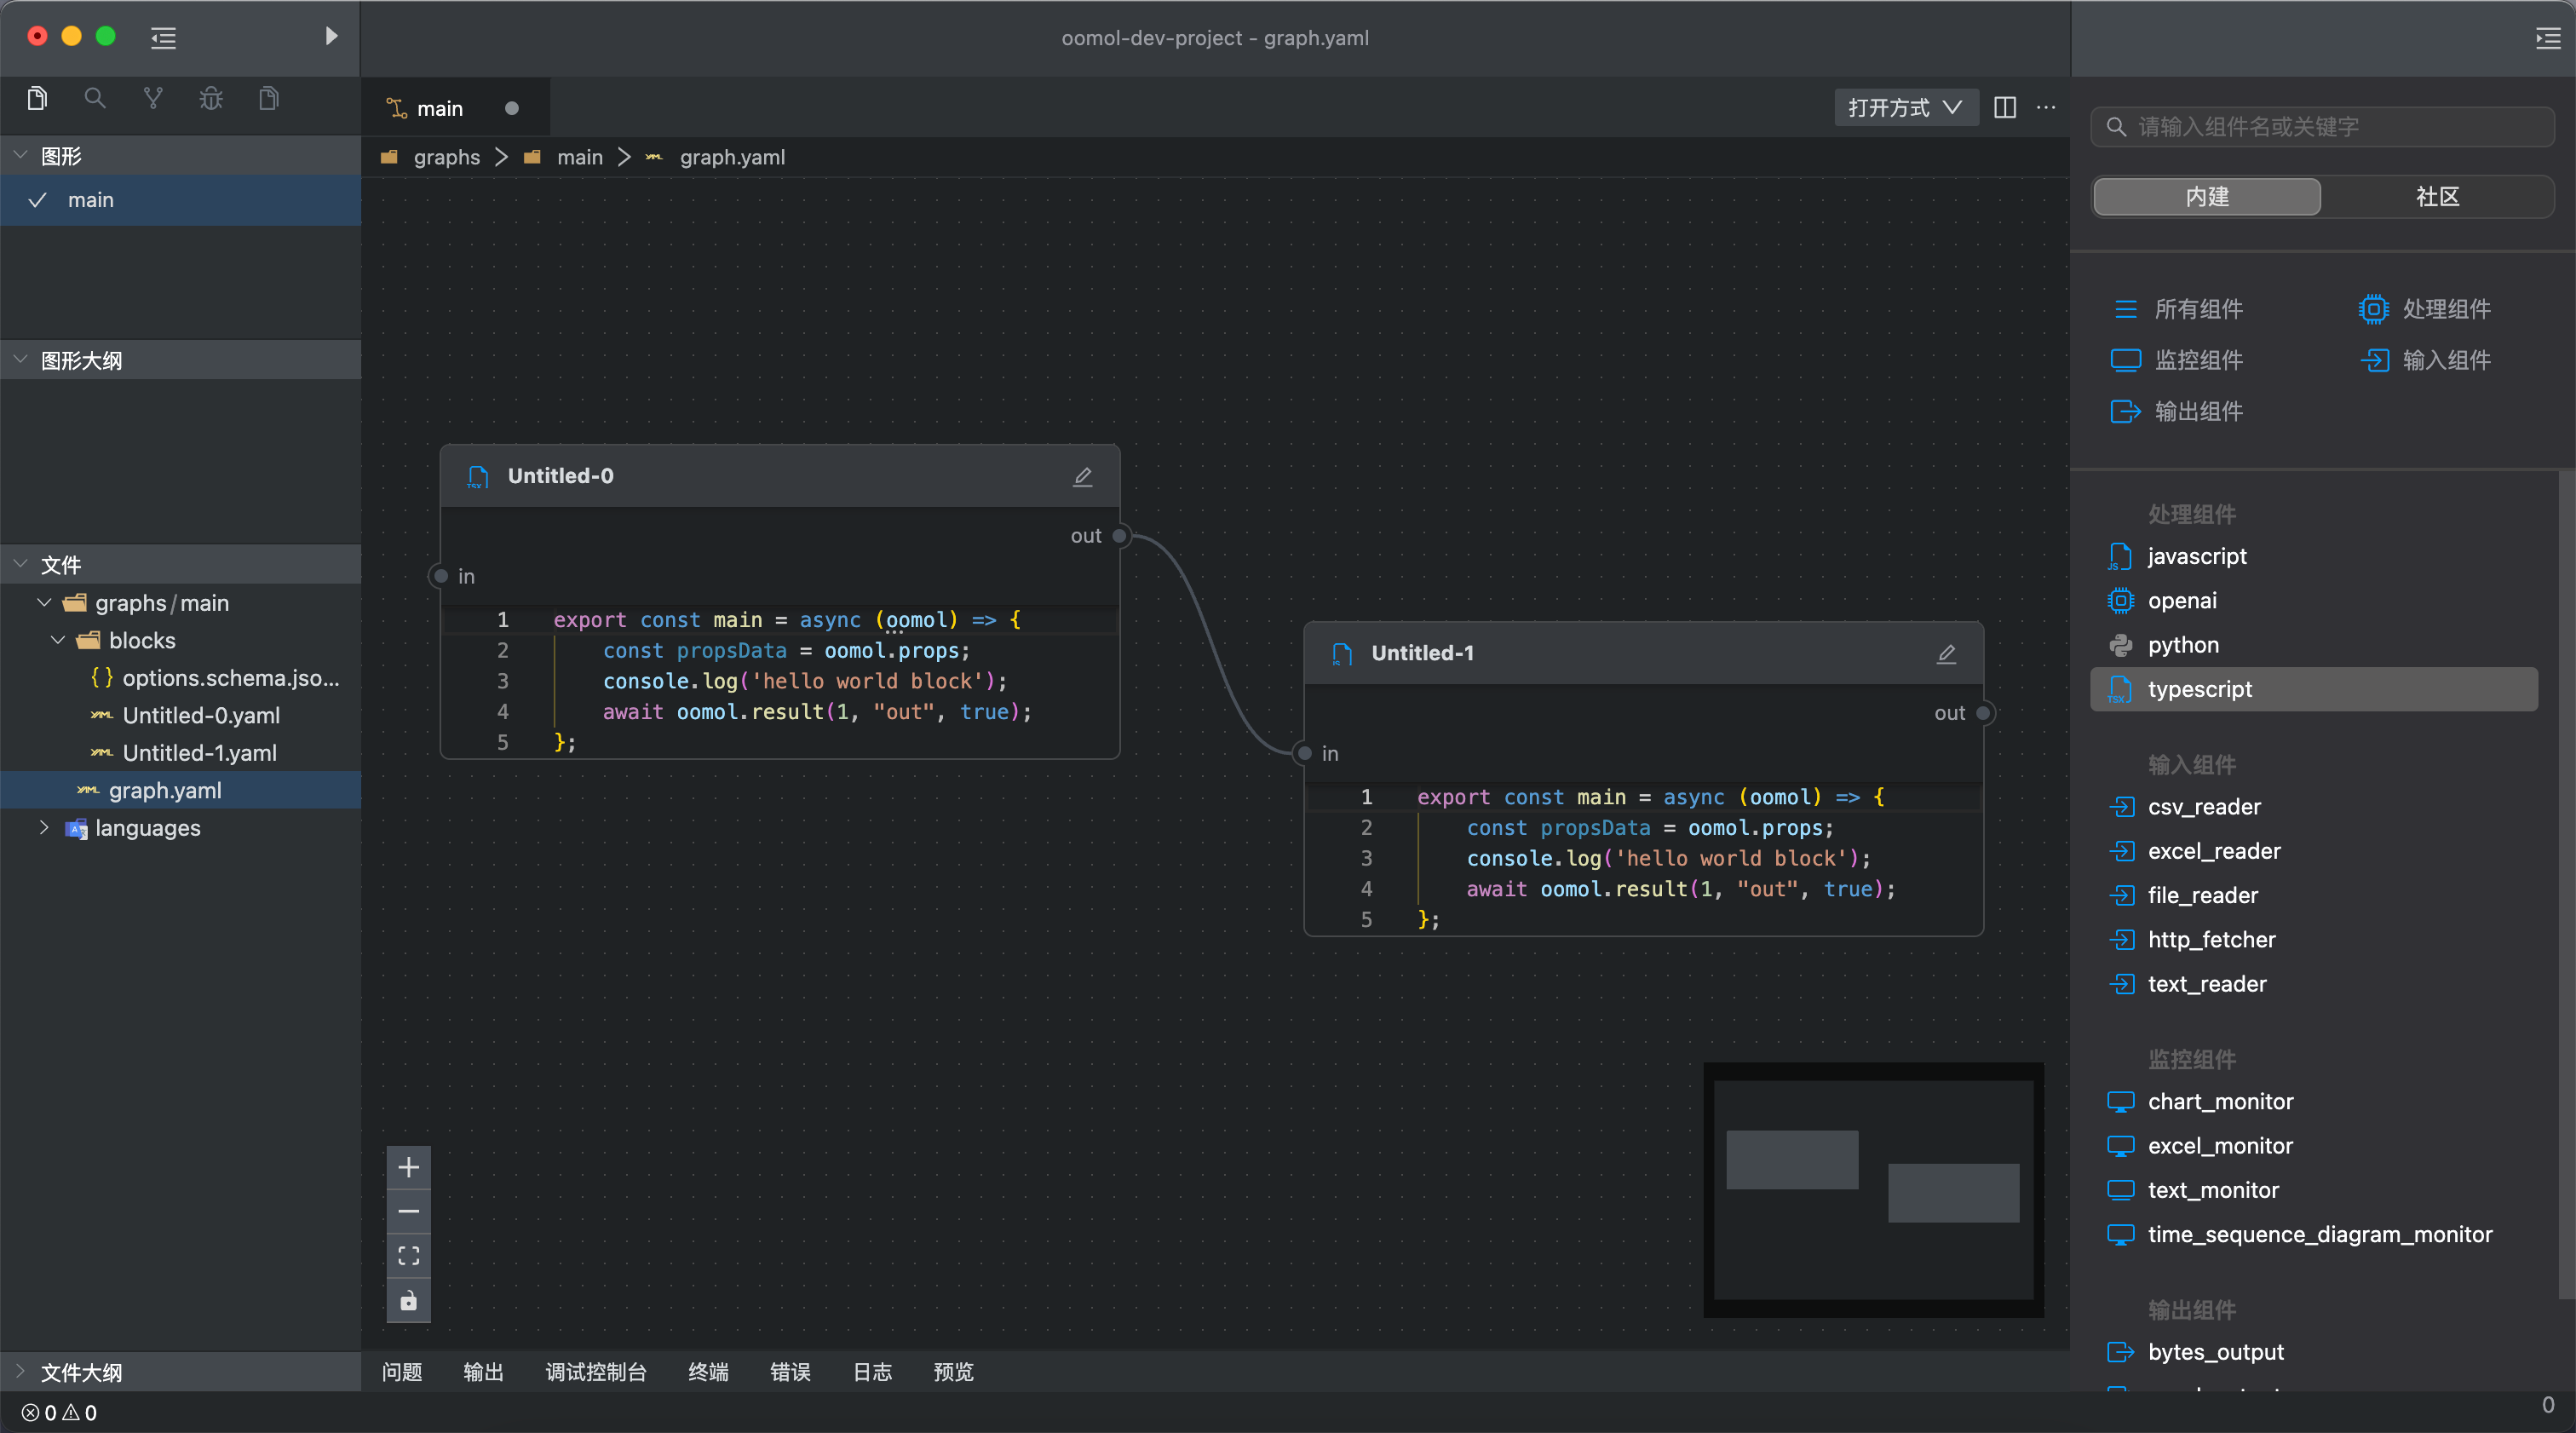 oomol-dev-project - graph.yaml
main
打开方式
graphs main graph.yaml
图形
main
图形大纲
文件
graphs/main
blocks
{} options.schema.jso...
Untitled-0.yaml
Untitled-1.yaml
graph.yaml
languages
文件大纲
Untitled-0
out
in
1 export const main = async (oomol) => {
2 const propsData = oomol.props;
3 console.log('hello world block');
4 await oomol.result(1, "out", true);
5 };
Untitled-1
out
in
1 export const main = async (oomol) => {
2 const propsData = oomol.props;
3 console.log('hello world block');
4 await oomol.result(1, "out", true);
5 };
问题 输出 调试控制台 终端 错误 日志 预览
请输入组件名或关键字
内建 社区
所有组件 处理组件
监控组件 输入组件
输出组件
处理组件
javascript
openai
python
typescript
输入组件
csv_reader
excel_reader
file_reader
http_fetcher
text_reader
监控组件
chart_monitor
excel_monitor
text_monitor
time_sequence_diagram_monitor
输出组件
bytes_output
0 0
0